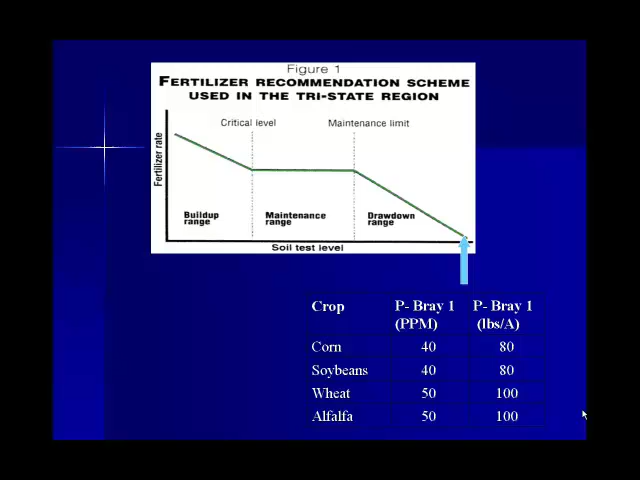 Figure 1
FERTILIZER RECOMMENDATION SCHEME
USED IN THE TRI-STATE REGION
Critical level
Maintenance limit
Fertilizer rate
Buildup
range
Maintenance
range
Drawdown
range
Soil test level
Crop P- Bray 1 P- Bray 1
(PPM) (lbs/A)
Corn 40 80
Soybeans 40 80
Wheat 50 100
Alfalfa 50 100